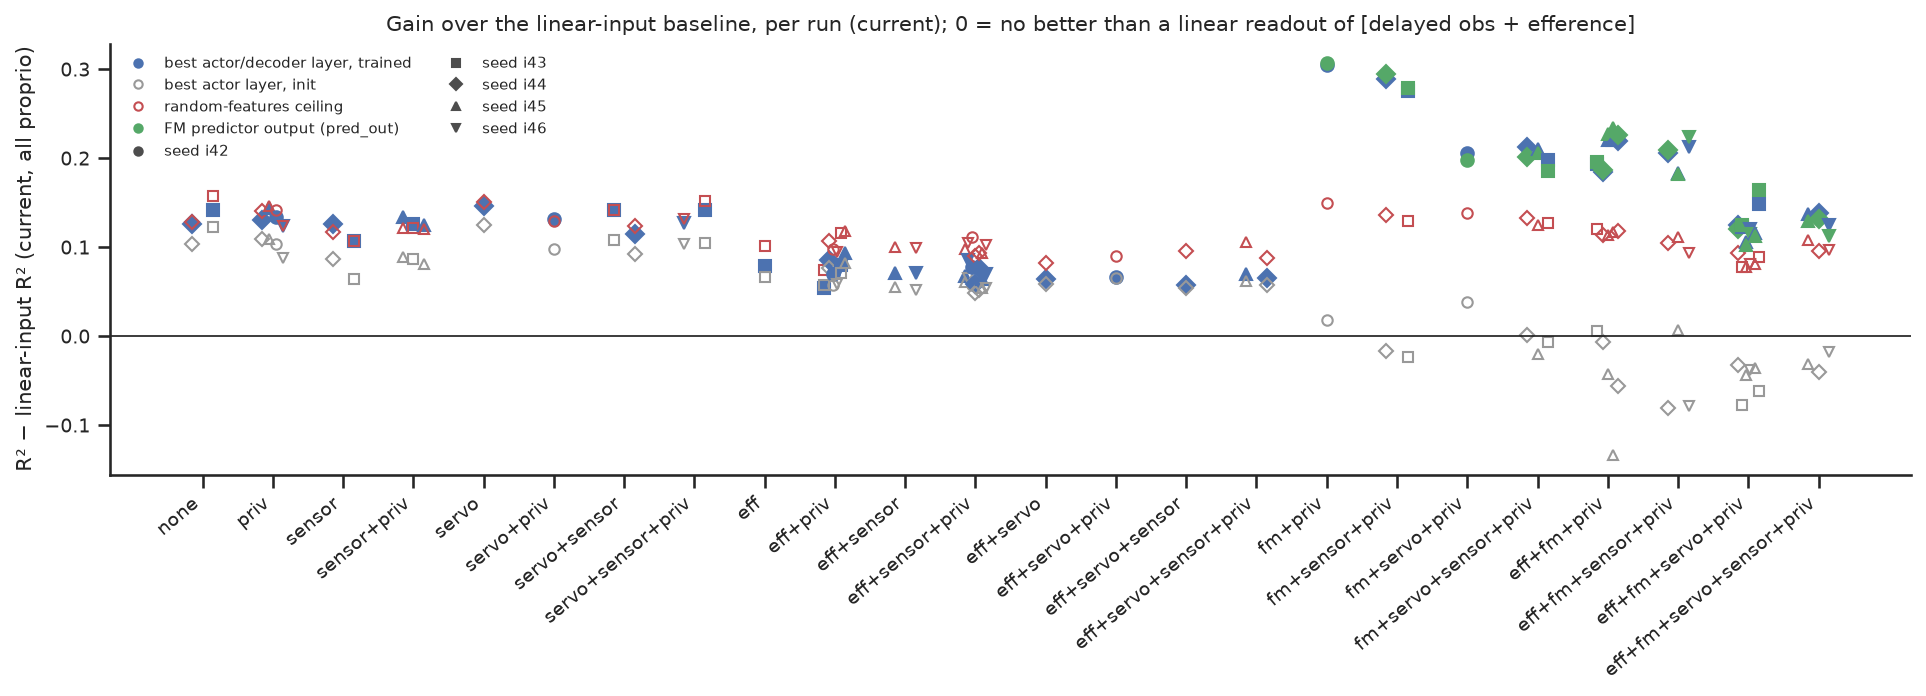 Gain over the linear-input baseline, per run (current); 0 = no better than a linear readout of [delayed obs + efference]
R² − linear-input R² (current, all proprio)
0.3
0.2
0.1
0.0
−0.1
best actor/decoder layer, trained
best actor layer, init
random-features ceiling
FM predictor output (pred_out)
seed i42
seed i43
seed i44
seed i45
seed i46
none
priv
sensor
sensor+priv
servo
servo+priv
servo+sensor
servo+sensor+priv
eff
eff+priv
eff+sensor
eff+sensor+priv
eff+servo
eff+servo+priv
eff+servo+sensor
eff+servo+sensor+priv
fm+priv
fm+sensor+priv
fm+servo+priv
fm+servo+sensor+priv
eff+fm+priv
eff+fm+sensor+priv
eff+fm+servo+priv
eff+fm+servo+sensor+priv